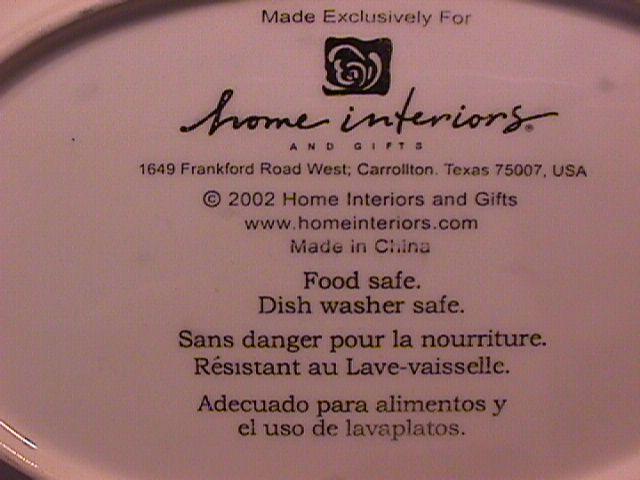 Made Exclusively For
home interiors®
AND GIFTS
1649 Frankford Road West; Carrollton. Texas 75007, USA
© 2002 Home Interiors and Gifts
www.homeinteriors.com
Made in China
Food safe.
Dish washer safe.
Sans danger pour la nourriture.
Résistant au Lave-vaisselle.
Adecuado para alimentos y
el uso de lavaplatos.